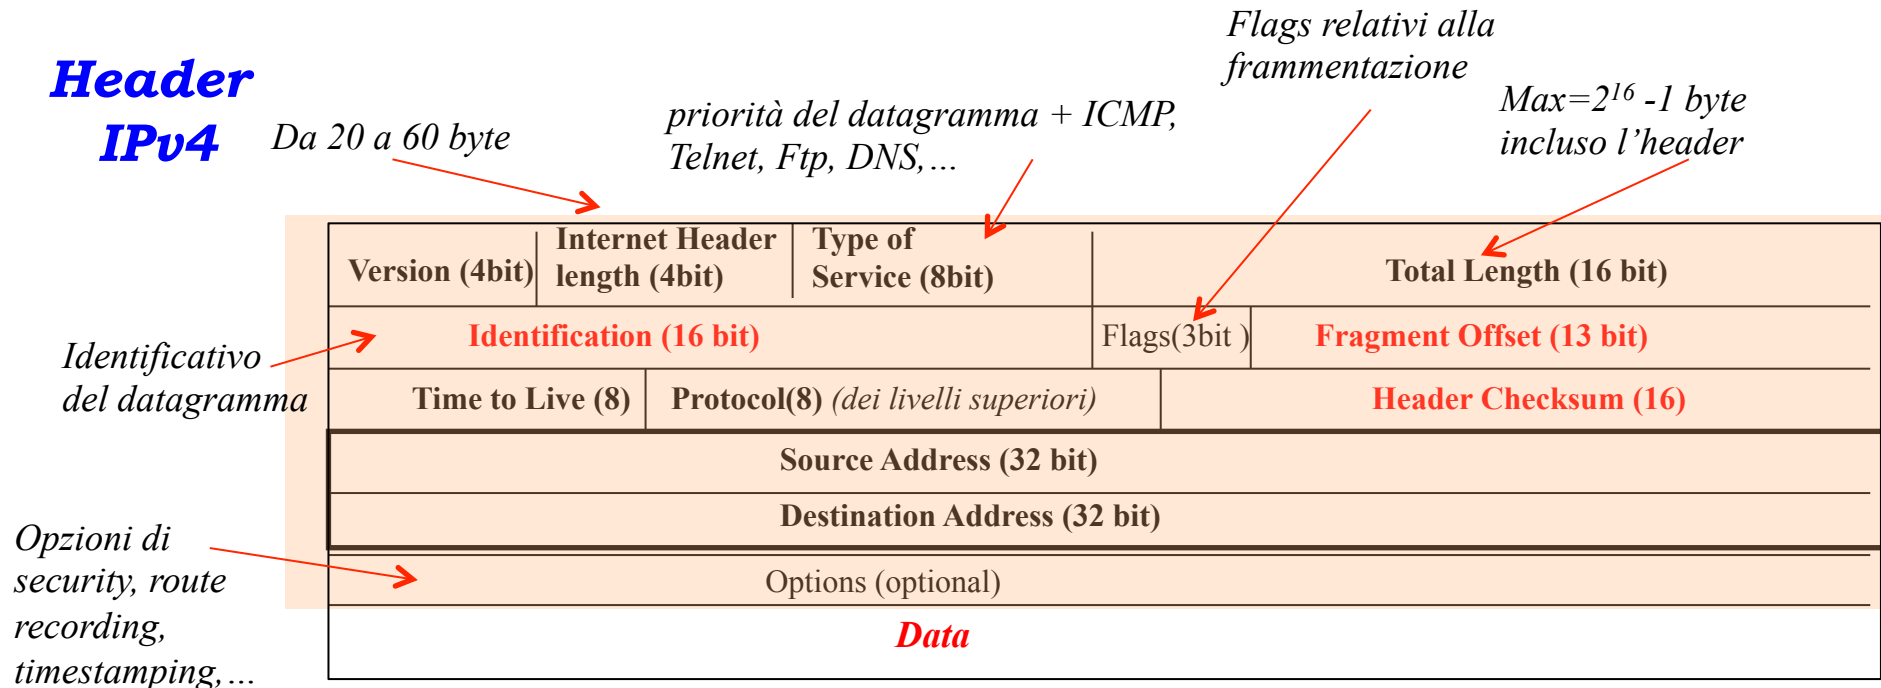 Header
IPv4
Da 20 a 60 byte
priorità del datagramma + ICMP,
Telnet, Ftp, DNS,…
Flags relativi alla
frammentazione
Max=2¹⁶ -1 byte
incluso l’header
Version (4bit)
Internet Header
length (4bit)
Type of
Service (8bit)
Total Length (16 bit)
Identificativo
del datagramma
Identification (16 bit)
Flags(3bit )
Fragment Offset (13 bit)
Time to Live (8)
Protocol(8) (dei livelli superiori)
Header Checksum (16)
Source Address (32 bit)
Destination Address (32 bit)
Opzioni di
security, route
recording,
timestamping,…
Options (optional)
Data